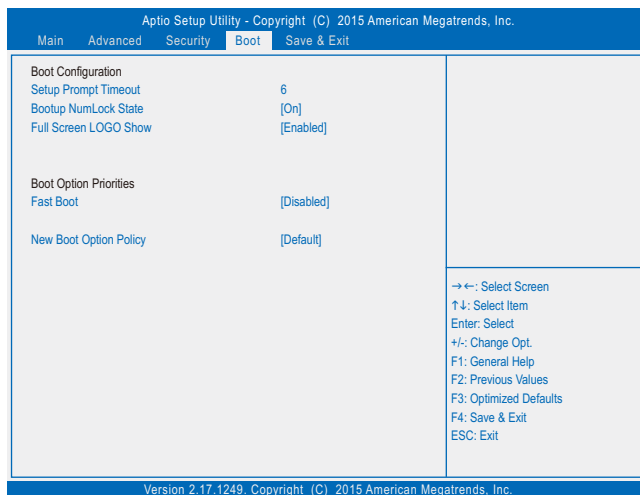 Aptio Setup Utility - Copyright (C) 2015 American Megatrends, Inc.
Main Advanced Security Boot Save & Exit
Boot Configuration
Setup Prompt Timeout 6
Bootup NumLock State [On]
Full Screen LOGO Show [Enabled]
Boot Option Priorities
Fast Boot [Disabled]
New Boot Option Policy [Default]
→←: Select Screen
↑↓: Select Item
Enter: Select
+/-: Change Opt.
F1: General Help
F2: Previous Values
F3: Optimized Defaults
F4: Save & Exit
ESC: Exit
Version 2.17.1249. Copyright (C) 2015 American Megatrends, Inc.